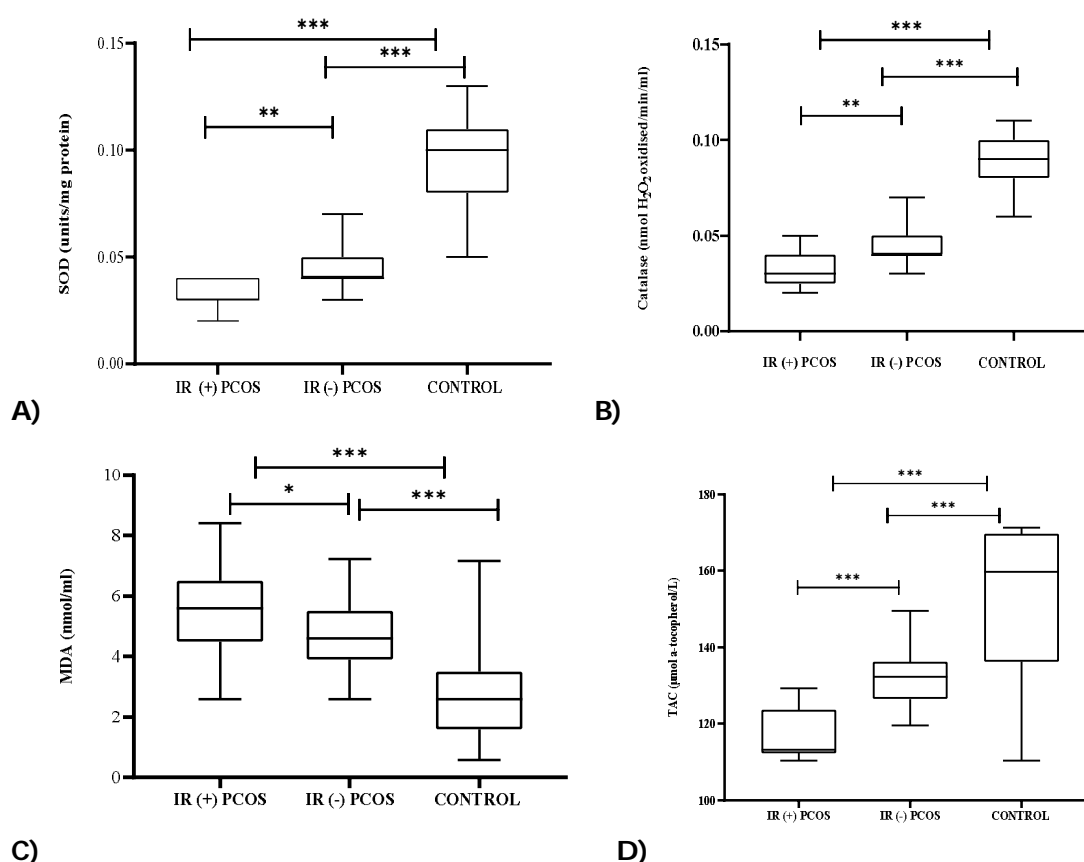 ***
***
**
0.15
0.10
0.05
0.00
SOD (units/mg protein)
IR (+) PCOS
IR (-) PCOS
CONTROL
A)
***
***
**
0.15
0.10
0.05
0.00
Catalase (nmol H₂O₂ oxidised/min/ml)
IR (+) PCOS
IR (-) PCOS
CONTROL
B)
***
*
***
10
8
6
4
2
0
MDA (nmol/ml)
IR (+) PCOS
IR (-) PCOS
CONTROL
C)
***
***
***
180
160
140
120
100
TAC (µmol a-tocopherol/L)
IR (+) PCOS
IR (-) PCOS
CONTROL
D)